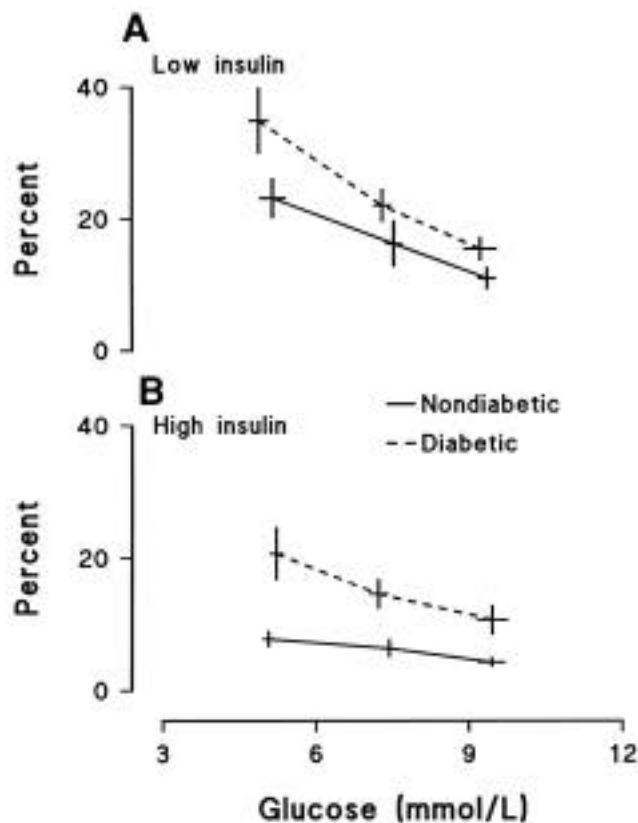 A
Low insulin
40
20
0
Percent
B
High insulin
Nondiabetic
Diabetic
40
20
0
Percent
3 6 9 12
Glucose (mmol/L)